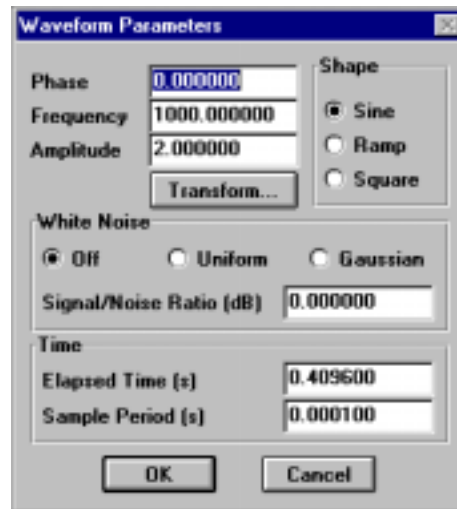 Waveform Parameters
Phase 0.000000
Frequency 1000.000000
Amplitude 2.000000
Transform...
Shape
Sine
Ramp
Square
White Noise
Off Uniform Gaussian
Signal/Noise Ratio (dB) 0.000000
Time
Elapsed Time (s) 0.409600
Sample Period (s) 0.000100
OK Cancel